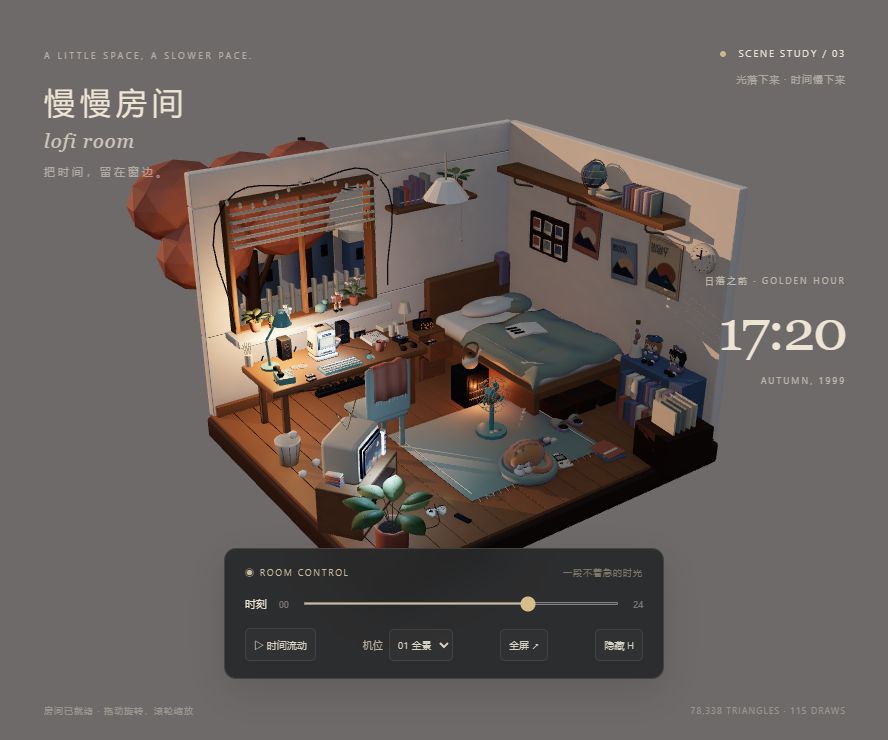 A LITTLE SPACE, A SLOWER PACE.
慢慢房间
lofi room
把时间，留在窗边。
SCENE STUDY / 03
光落下来 · 时间慢下来
日落之前 · GOLDEN HOUR
17:20
AUTUMN, 1999
ROOM CONTROL
一段不着急的时光
时刻 00 24
▷ 时间流动
机位 01 全景
全屏 ↗
隐藏 H
房间已就绪 · 拖动旋转，滚轮缩放
78,338 TRIANGLES · 115 DRAWS